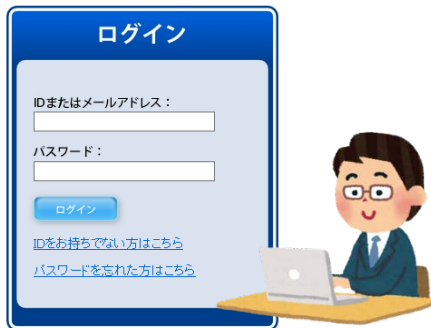 ログイン
IDまたはメールアドレス：
パスワード：
ログイン
IDをお持ちでない方はこちら
パスワードを忘れた方はこちら